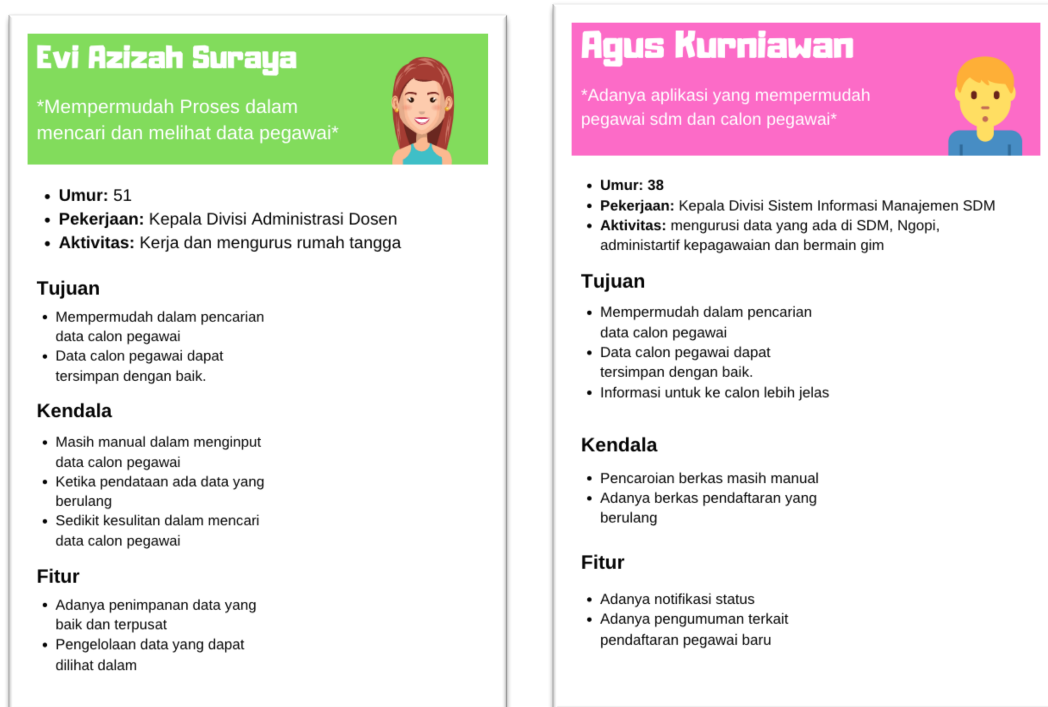 Evi Azizah Suraya
*Mempermudah Proses dalam
mencari dan melihat data pegawai*
• Umur: 51
• Pekerjaan: Kepala Divisi Administrasi Dosen
• Aktivitas: Kerja dan mengurus rumah tangga
Tujuan
• Mempermudah dalam pencarian
data calon pegawai
• Data calon pegawai dapat
tersimpan dengan baik.
Kendala
• Masih manual dalam menginput
data calon pegawai
• Ketika pendataan ada data yang
berulang
• Sedikit kesulitan dalam mencari
data calon pegawai
Fitur
• Adanya penimpanan data yang
baik dan terpusat
• Pengelolaan data yang dapat
dilihat dalam
Agus Kurniawan
*Adanya aplikasi yang mempermudah
pegawai sdm dan calon pegawai*
• Umur: 38
• Pekerjaan: Kepala Divisi Sistem Informasi Manajemen SDM
• Aktivitas: mengurusi data yang ada di SDM, Ngopi,
administartif kepagawaian dan bermain gim
Tujuan
• Mempermudah dalam pencarian
data calon pegawai
• Data calon pegawai dapat
tersimpan dengan baik.
• Informasi untuk ke calon lebih jelas
Kendala
• Pencaroian berkas masih manual
• Adanya berkas pendaftaran yang
berulang
Fitur
• Adanya notifikasi status
• Adanya pengumuman terkait
pendaftaran pegawai baru